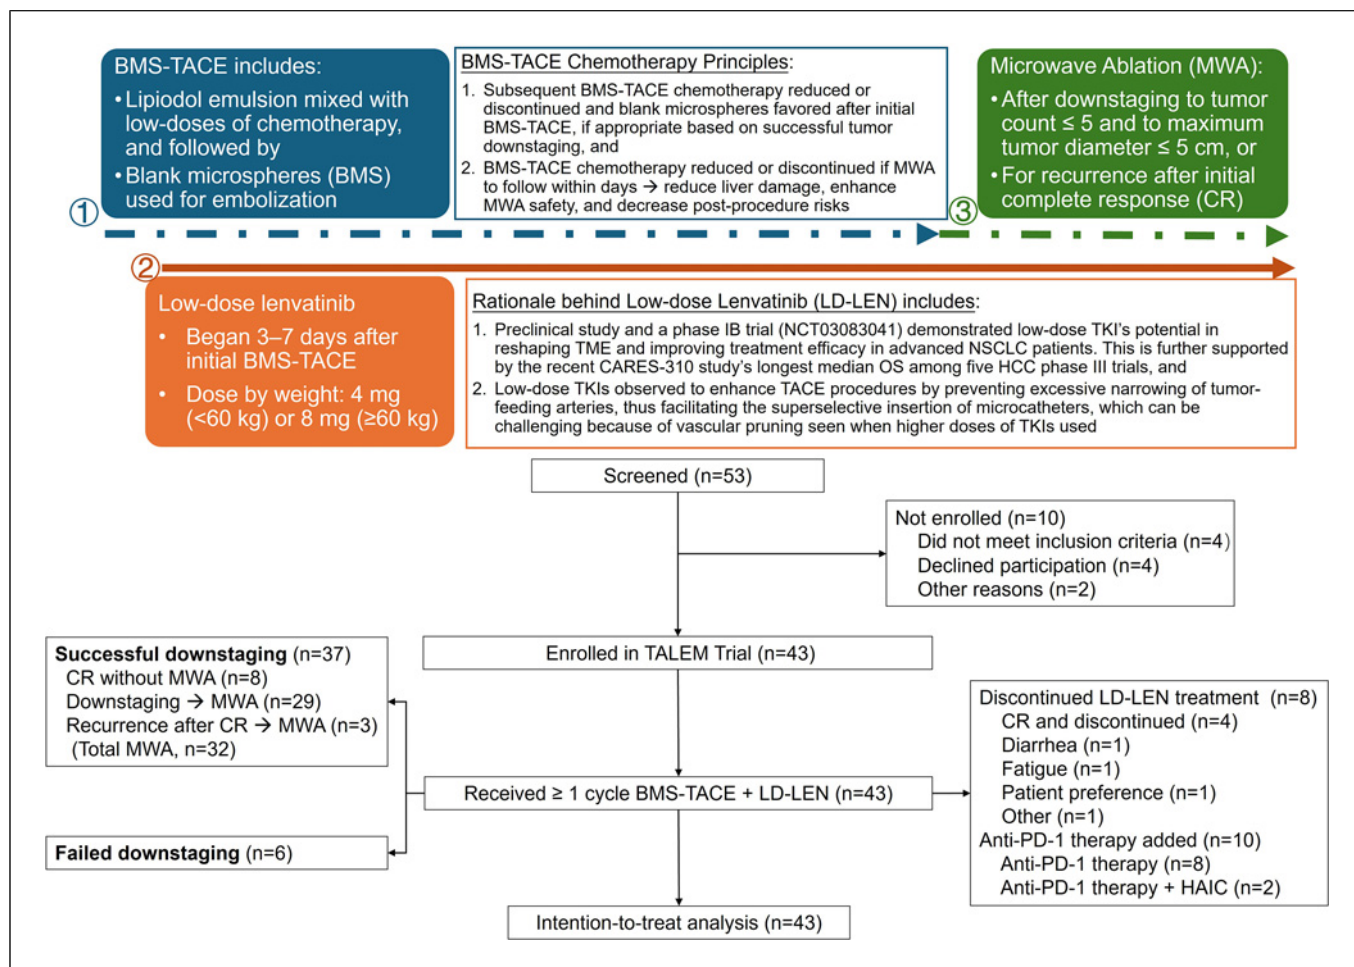 BMS-TACE includes:
•Lipiodol emulsion mixed with
low-doses of chemotherapy,
and followed by
•Blank microspheres (BMS)
used for embolization
①
BMS-TACE Chemotherapy Principles:
1. Subsequent BMS-TACE chemotherapy reduced or
discontinued and blank microspheres favored after initial
BMS-TACE, if appropriate based on successful tumor
downstaging, and
2. BMS-TACE chemotherapy reduced or discontinued if MWA
to follow within days → reduce liver damage, enhance
MWA safety, and decrease post-procedure risks
Microwave Ablation (MWA):
•After downstaging to tumor
count ≤ 5 and to maximum
tumor diameter ≤ 5 cm, or
•For recurrence after initial
complete response (CR)
③
②
Low-dose lenvatinib
• Began 3–7 days after
initial BMS-TACE
• Dose by weight: 4 mg
(<60 kg) or 8 mg (≥60 kg)
Rationale behind Low-dose Lenvatinib (LD-LEN) includes:
1. Preclinical study and a phase IB trial (NCT03083041) demonstrated low-dose TKI's potential in
reshaping TME and improving treatment efficacy in advanced NSCLC patients. This is further supported
by the recent CARES-310 study's longest median OS among five HCC phase III trials, and
2. Low-dose TKIs observed to enhance TACE procedures by preventing excessive narrowing of tumor-
feeding arteries, thus facilitating the superselective insertion of microcatheters, which can be
challenging because of vascular pruning seen when higher doses of TKIs used
Screened (n=53)
Not enrolled (n=10)
Did not meet inclusion criteria (n=4)
Declined participation (n=4)
Other reasons (n=2)
Enrolled in TALEM Trial (n=43)
Successful downstaging (n=37)
CR without MWA (n=8)
Downstaging → MWA (n=29)
Recurrence after CR → MWA (n=3)
(Total MWA, n=32)
Discontinued LD-LEN treatment (n=8)
CR and discontinued (n=4)
Diarrhea (n=1)
Fatigue (n=1)
Patient preference (n=1)
Other (n=1)
Anti-PD-1 therapy added (n=10)
Anti-PD-1 therapy (n=8)
Anti-PD-1 therapy + HAIC (n=2)
Received ≥ 1 cycle BMS-TACE + LD-LEN (n=43)
Failed downstaging (n=6)
Intention-to-treat analysis (n=43)